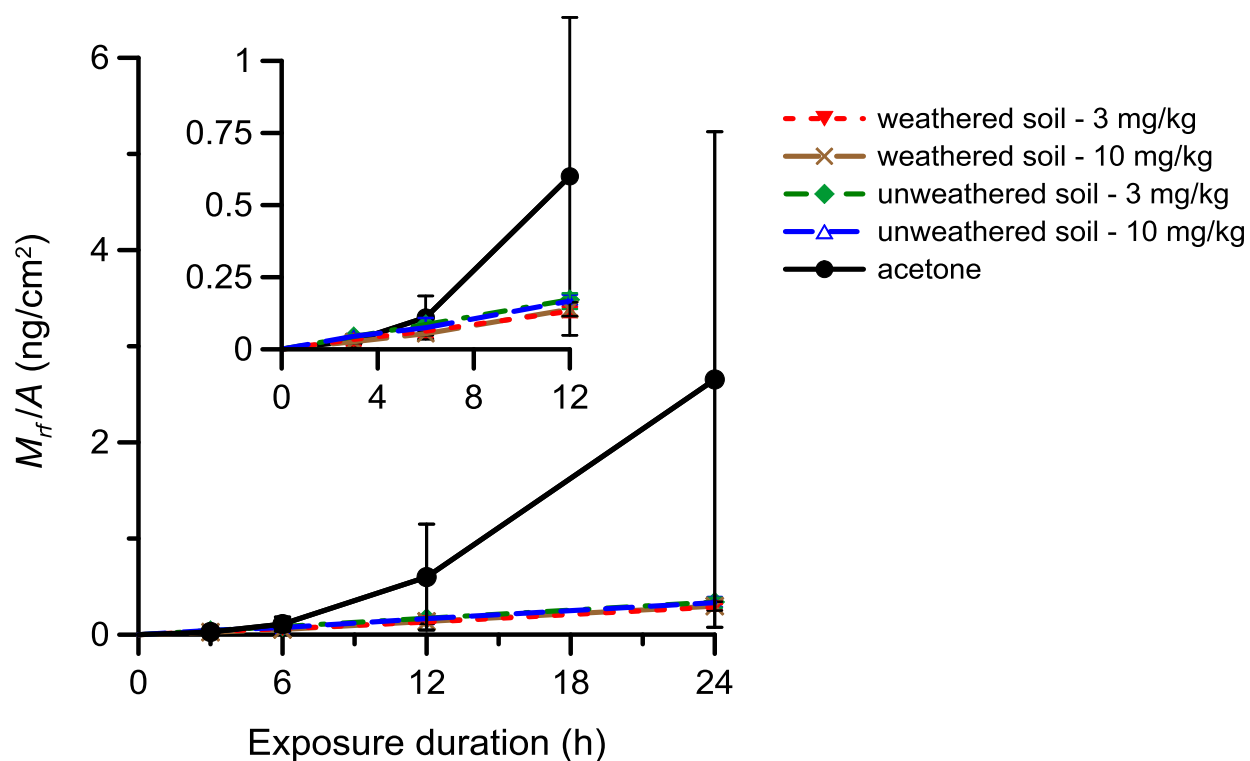 6
4
2
0
0
6
12
18
24
M_rf/A (ng/cm²)
Exposure duration (h)
1
0.75
0.5
0.25
0
0
4
8
12
weathered soil - 3 mg/kg
weathered soil - 10 mg/kg
unweathered soil - 3 mg/kg
unweathered soil - 10 mg/kg
acetone